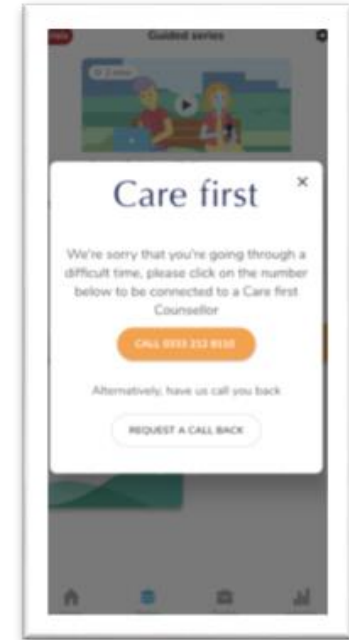 Guided series
Care first
We're sorry that you're going through a
difficult time, please click on the number
below to be connected to a Care first
Counsellor
CALL 0333 212 8110
Alternatively, have us call you back
REQUEST A CALL BACK